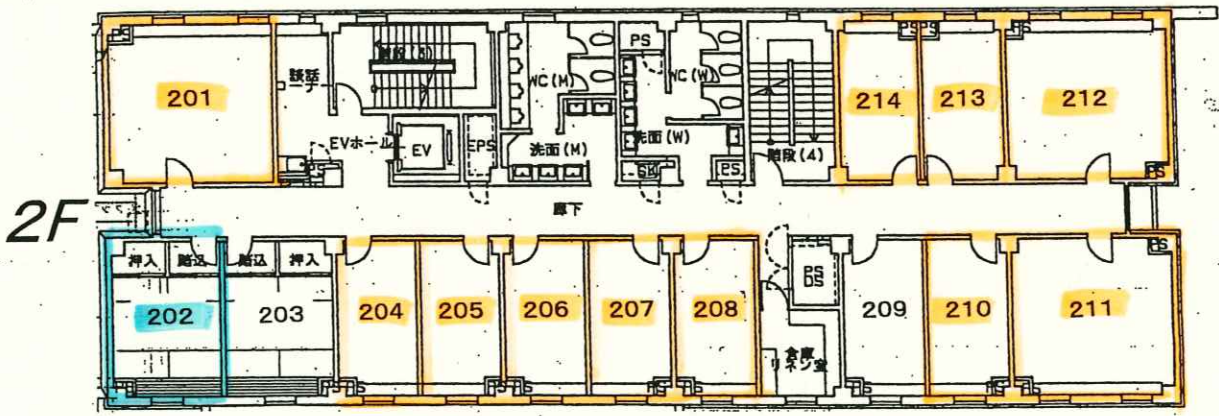 201
談話
コーナー
階段(3)
EVホール
EV
EPS
WC(M)
洗面(M)
PS
WC(W)
洗面(W)
SK
PS
階段(4)
214
213
212
PS
PS
PS
2F
廊下
押入
踏込
踏込
押入
202
203
204
205
206
207
208
PS
DS
倉庫
リネン室
209
210
211
PS